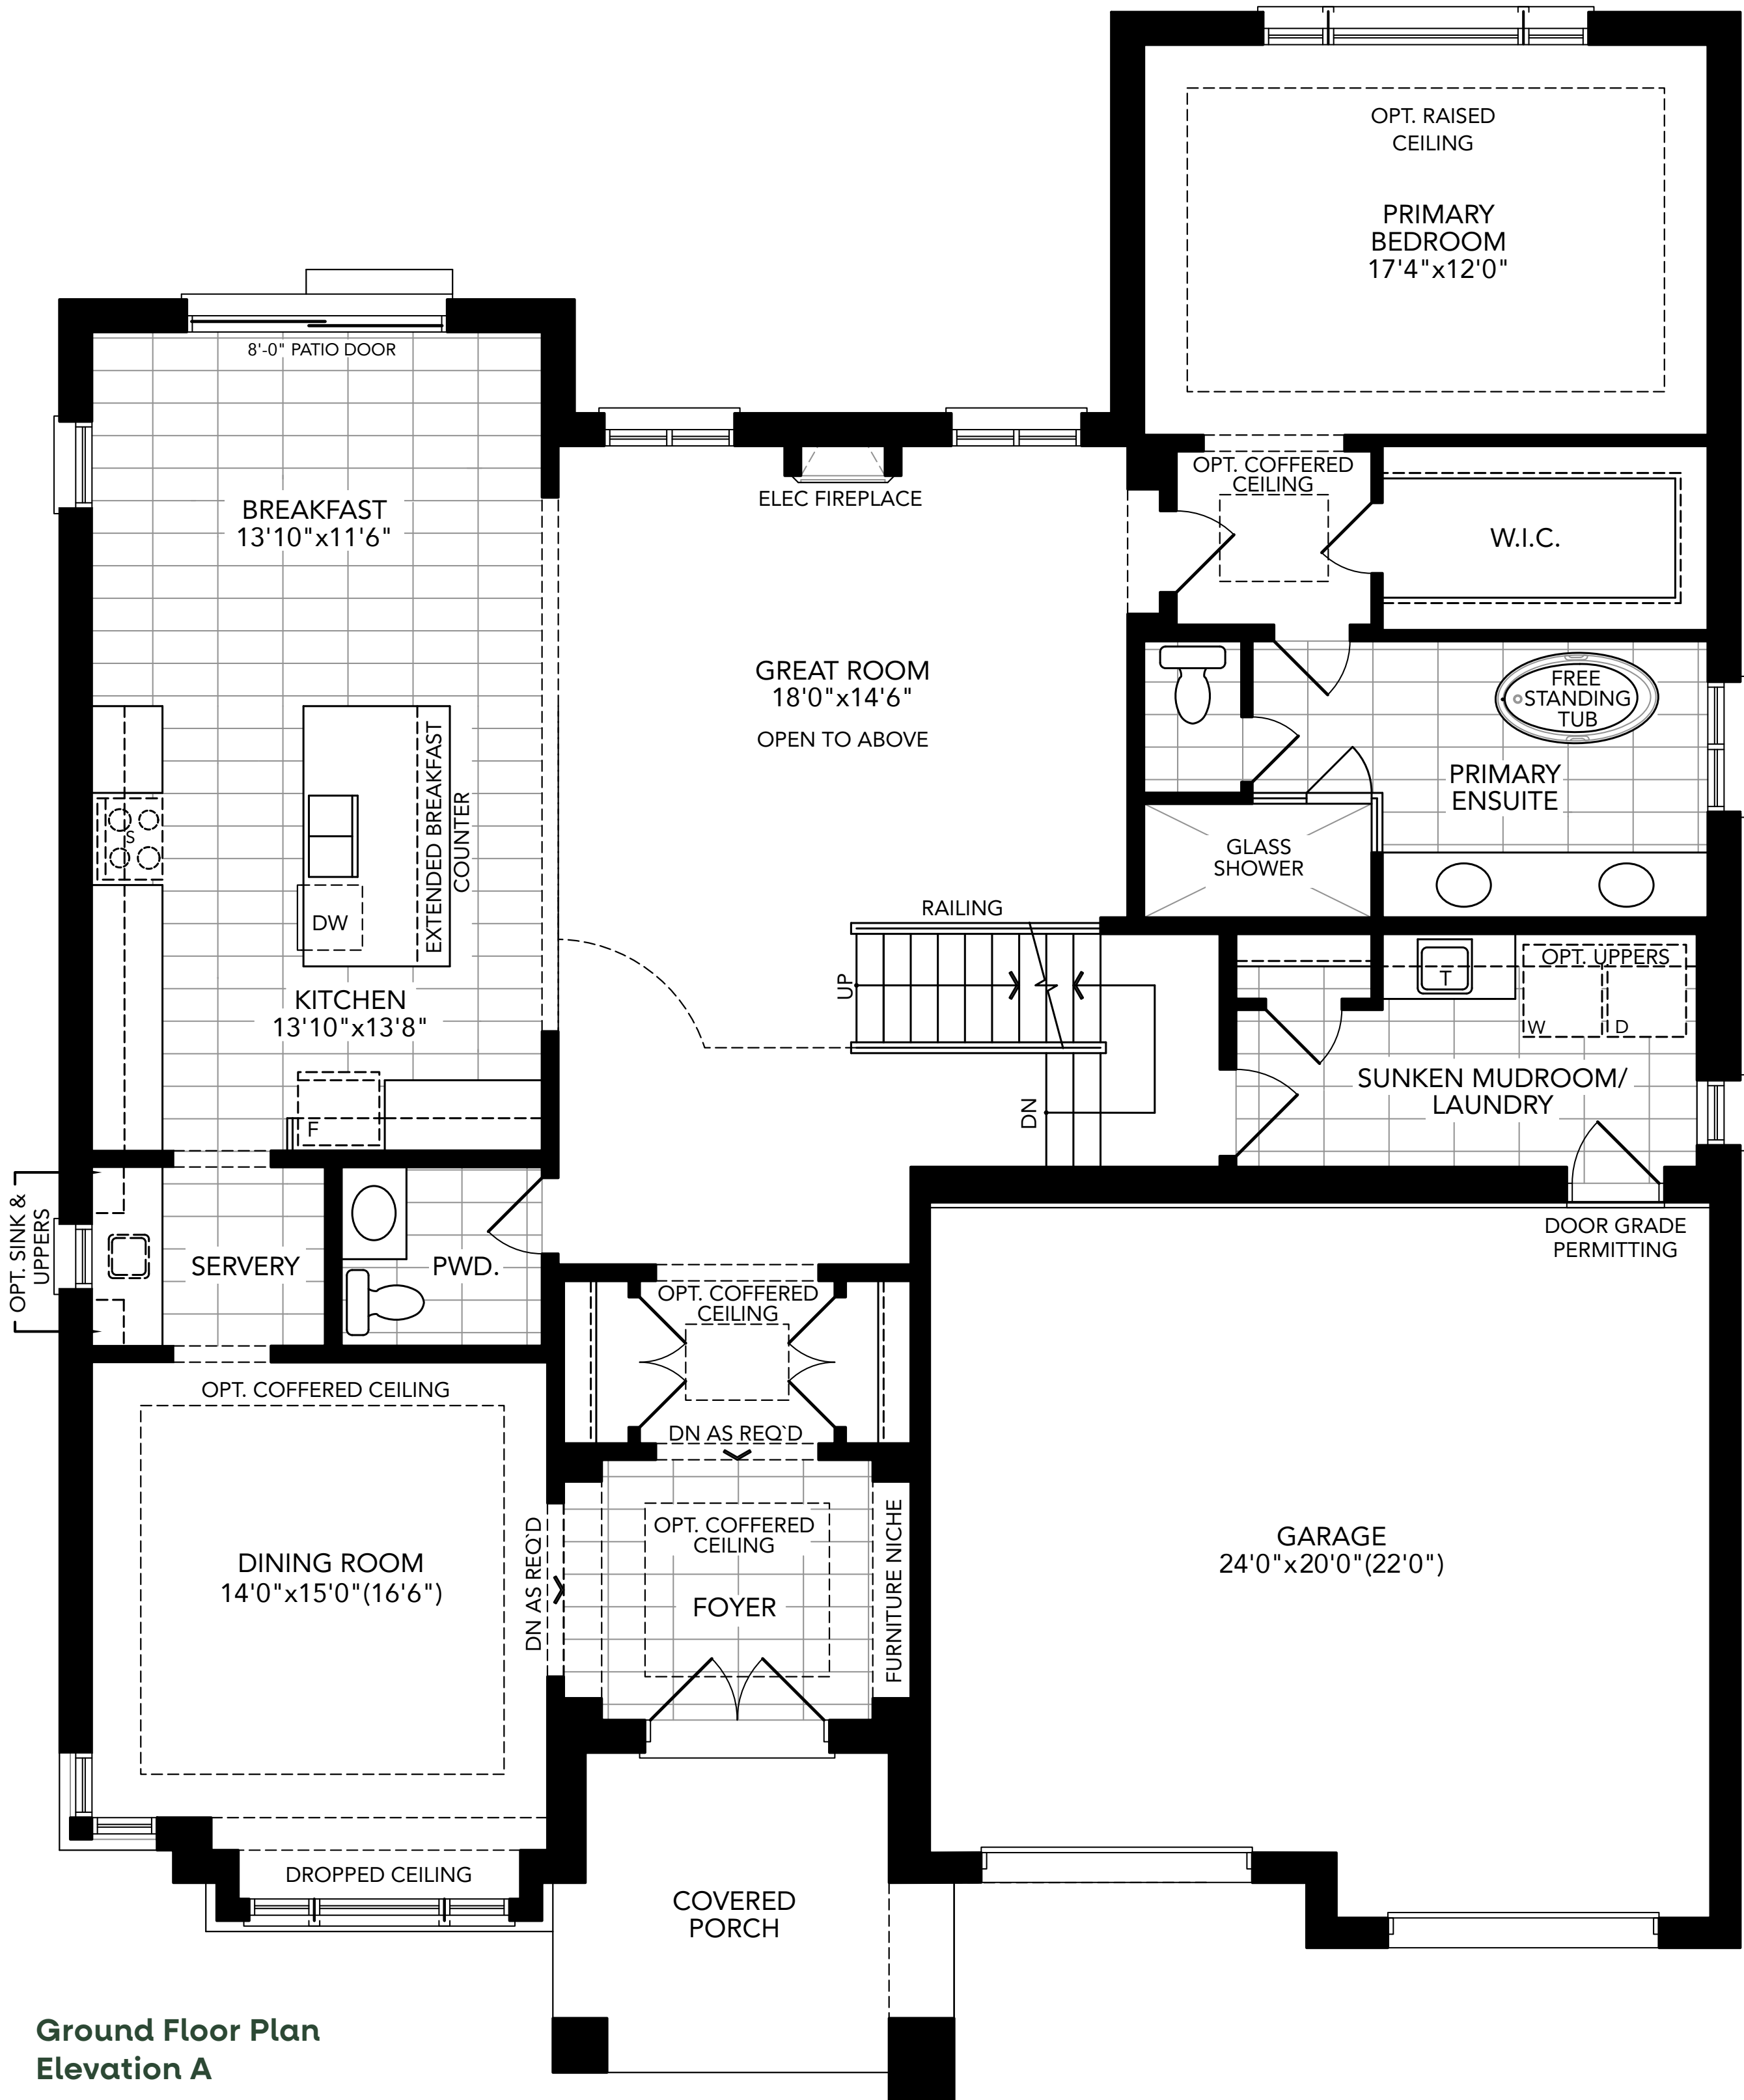 OPT. RAISED
CEILING
PRIMARY
BEDROOM
17'4"x12'0"
8'-0" PATIO DOOR
BREAKFAST
13'10"x11'6"
ELEC FIREPLACE
OPT. COFFERED
CEILING
W.I.C.
GREAT ROOM
18'0"x14'6"
OPEN TO ABOVE
FREE
STANDING
TUB
PRIMARY
ENSUITE
GLASS
SHOWER
S
DW
EXTENDED BREAKFAST
COUNTER
KITCHEN
13'10"x13'8"
F
RAILING
UP
DN
T
OPT. UPPERS
W
D
SUNKEN MUDROOM/
LAUNDRY
DOOR GRADE
PERMITTING
OPT. SINK &
UPPERS
SERVERY
PWD.
OPT. COFFERED
CEILING
DN AS REQ`D
OPT. COFFERED CEILING
DINING ROOM
14'0"x15'0"(16'6")
DN AS REQ`D
OPT. COFFERED
CEILING
FOYER
FURNITURE NICHE
GARAGE
24'0"x20'0"(22'0")
DROPPED CEILING
COVERED
PORCH
Ground Floor Plan
Elevation A